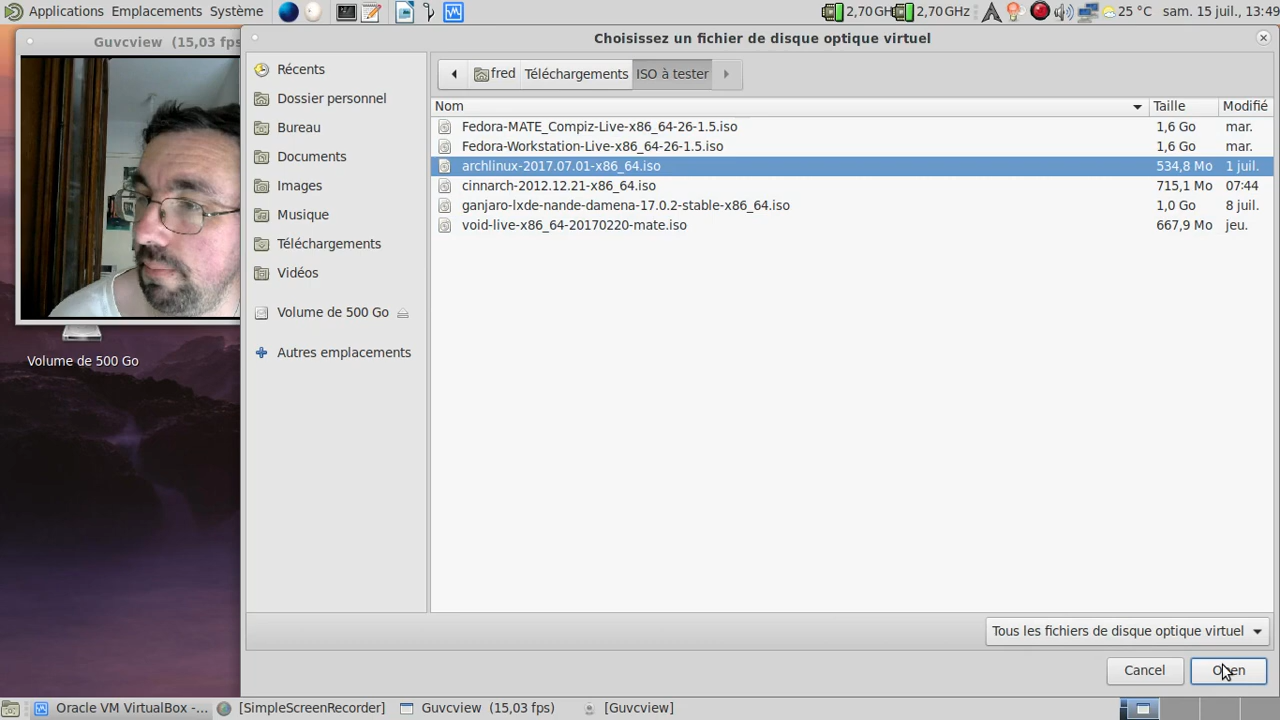 Applications Emplacements Système 2,70 GHz 2,70 GHz 25 °C sam. 15 juil., 13:49
Guvcview (15,03 fps
Choisissez un fichier de disque optique virtuel
Récents
Dossier personnel
Bureau
Documents
Images
Musique
Téléchargements
Vidéos
Volume de 500 Go
Autres emplacements
fred Téléchargements ISO à tester
Nom Taille Modifié
Fedora-MATE_Compiz-Live-x86_64-26-1.5.iso 1,6 Go mar.
Fedora-Workstation-Live-x86_64-26-1.5.iso 1,6 Go mar.
archlinux-2017.07.01-x86_64.iso 534,8 Mo 1 juil.
cinnarch-2012.12.21-x86_64.iso 715,1 Mo 07:44
ganjaro-lxde-nande-damena-17.0.2-stable-x86_64.iso 1,0 Go 8 juil.
void-live-x86_64-20170220-mate.iso 667,9 Mo jeu.
Volume de 500 Go
Tous les fichiers de disque optique virtuel
Cancel Open
Oracle VM VirtualBox -... [SimpleScreenRecorder] Guvcview (15,03 fps) [Guvcview]